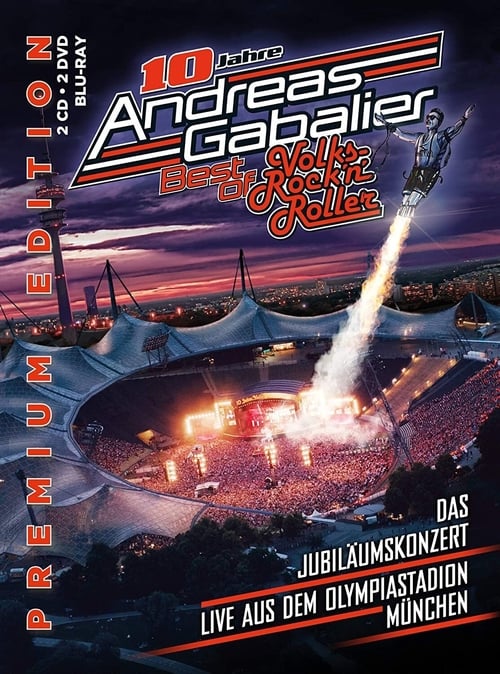 PREMIUM EDITION
2 CD • 2 DVD
BLU-RAY
10 Jahre
Andreas
Gabalier
Best Of
Volks-
Rock'n'
Roller
DAS
JUBILÄUMSKONZERT
LIVE AUS DEM OLYMPIASTADION
MÜNCHEN